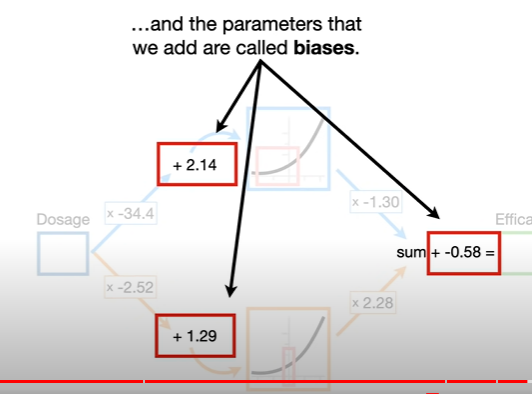 ...and the parameters that
we add are called biases.
+ 2.14
x -34.4
x -1.30
Dosage
Effica
sum + -0.58 =
x -2.52
x 2.28
+ 1.29